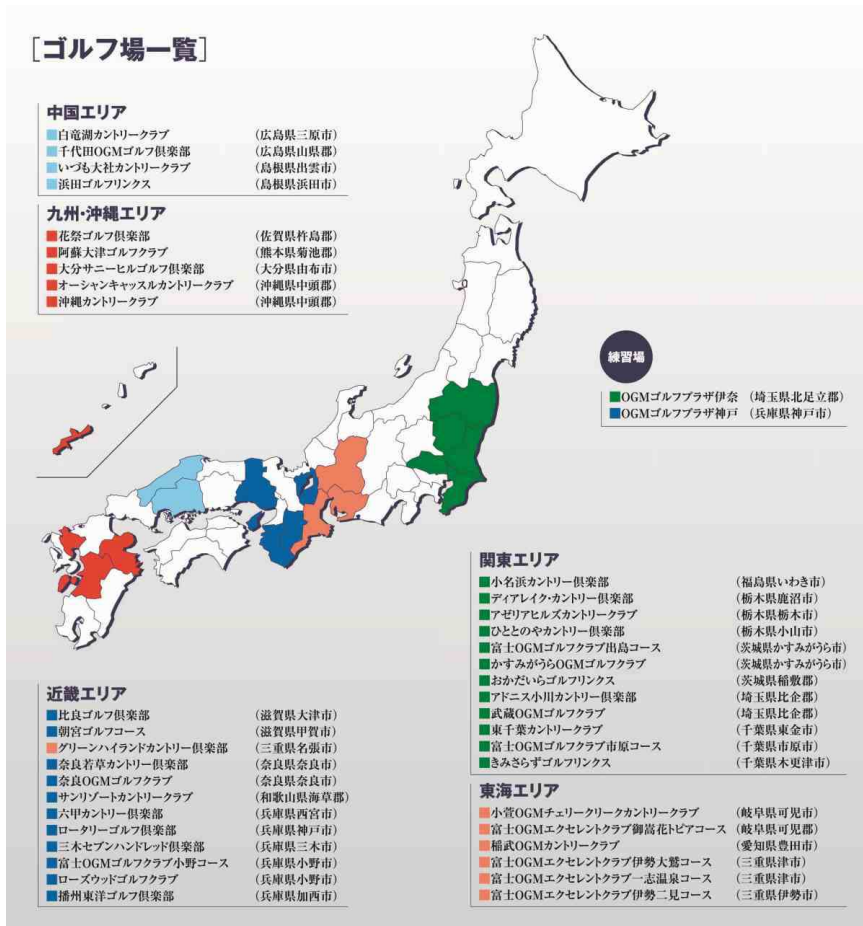 [ゴルフ場一覧]
中国エリア
白竜湖カントリークラブ (広島県三原市)
千代田OGMゴルフ倶楽部 (広島県山県郡)
いづも大社カントリークラブ (島根県出雲市)
浜田ゴルフリンクス (島根県浜田市)
九州・沖縄エリア
花祭ゴルフ倶楽部 (佐賀県杵島郡)
阿蘇大津ゴルフクラブ (熊本県菊池郡)
大分サニーヒルゴルフ倶楽部 (大分県由布市)
オーシャンキャッスルカントリークラブ (沖縄県中頭郡)
沖縄カントリークラブ (沖縄県中頭郡)
練習場
OGMゴルフプラザ伊奈 (埼玉県北足立郡)
OGMゴルフプラザ神戸 (兵庫県神戸市)
関東エリア
小名浜カントリー倶楽部 (福島県いわき市)
ディアレイク・カントリー倶楽部 (栃木県鹿沼市)
アゼリアヒルズカントリークラブ (栃木県栃木市)
ひととのやカントリー倶楽部 (栃木県小山市)
富士OGMゴルフクラブ出島コース (茨城県かすみがうら市)
かすみがうらOGMゴルフクラブ (茨城県かすみがうら市)
おかだいらゴルフリンクス (茨城県稲敷郡)
アドニス小川カントリー倶楽部 (埼玉県比企郡)
武蔵OGMゴルフクラブ (埼玉県比企郡)
東千葉カントリークラブ (千葉県東金市)
富士OGMゴルフクラブ市原コース (千葉県市原市)
きみさらずゴルフリンクス (千葉県木更津市)
近畿エリア
比良ゴルフ倶楽部 (滋賀県大津市)
朝宮ゴルフコース (滋賀県甲賀市)
グリーンハイランドカントリー倶楽部 (三重県名張市)
奈良若草カントリー倶楽部 (奈良県奈良市)
奈良OGMゴルフクラブ (奈良県奈良市)
サンリゾートカントリークラブ (和歌山県海草郡)
六甲カントリー倶楽部 (兵庫県西宮市)
ロータリーゴルフ倶楽部 (兵庫県神戸市)
三木セブンハンドレッド倶楽部 (兵庫県三木市)
富士OGMゴルフクラブ小野コース (兵庫県小野市)
ローズウッドゴルフクラブ (兵庫県小野市)
播州東洋ゴルフ倶楽部 (兵庫県加西市)
東海エリア
小萱OGMチェリークリークカントリークラブ (岐阜県可児市)
富士OGMエクセレントクラブ御嵩花トピアコース (岐阜県可児郡)
稲武OGMカントリークラブ (愛知県豊田市)
富士OGMエクセレントクラブ伊勢大鷲コース (三重県津市)
富士OGMエクセレントクラブ一志温泉コース (三重県津市)
富士OGMエクセレントクラブ伊勢二見コース (三重県伊勢市)